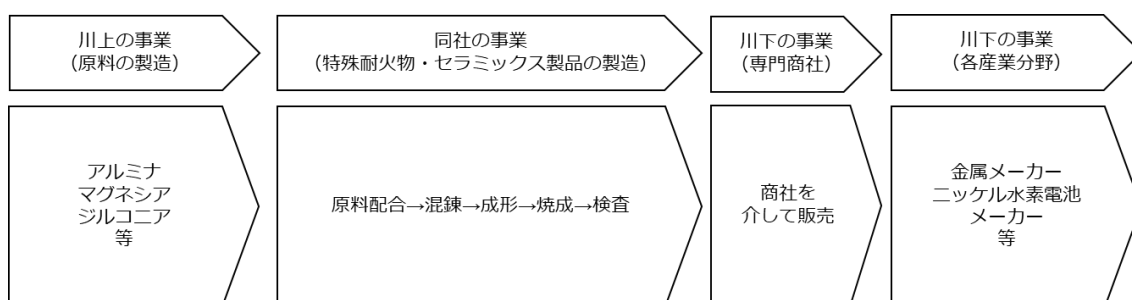 川上の事業
（原料の製造）
同社の事業
（特殊耐火物・セラミックス製品の製造）
川下の事業
（専門商社）
川下の事業
（各産業分野）
アルミナ
マグネシア
ジルコニア
等
原料配合→混錬→成形→焼成→検査
商社を
介して販売
金属メーカー
ニッケル水素電池
メーカー
等